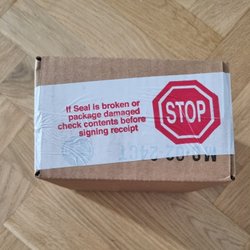 If Seal is broken or
package damaged
check contents before
signing receipt
STOP